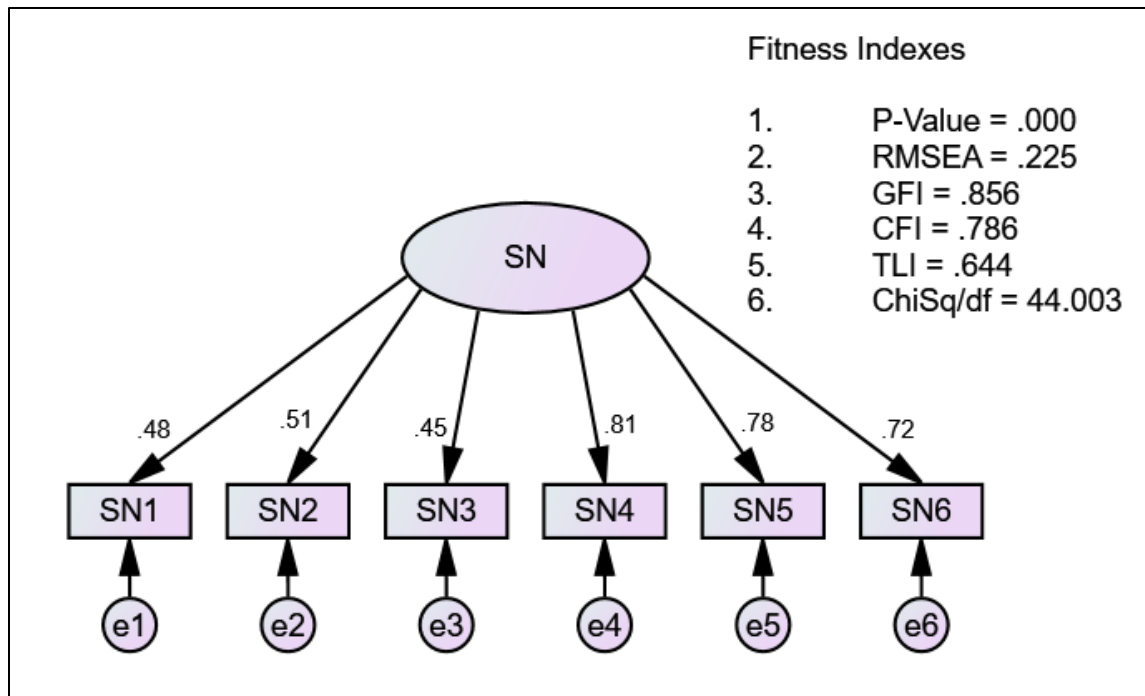 Fitness Indexes
1. P-Value = .000
2. RMSEA = .225
3. GFI = .856
4. CFI = .786
5. TLI = .644
6. ChiSq/df = 44.003
SN
.48 .51 .45 .81 .78 .72
SN1 SN2 SN3 SN4 SN5 SN6
e1 e2 e3 e4 e5 e6